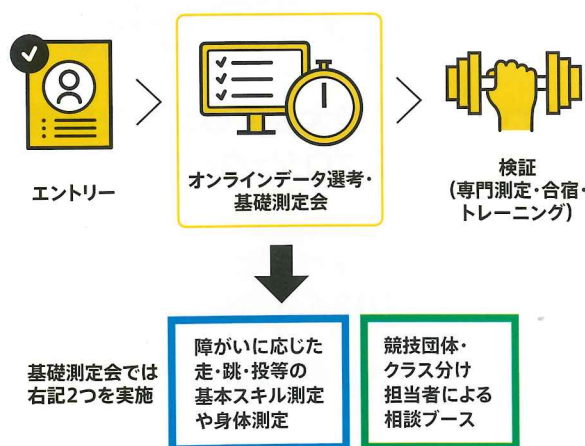 エントリー
オンラインデータ選考・
基礎測定会
検証
(専門測定・合宿・
トレーニング)
基礎測定会では
右記2つを実施
障がいに応じた
走・跳・投等の
基本スキル測定
や身体測定
競技団体・
クラス分け
担当者による
相談ブース